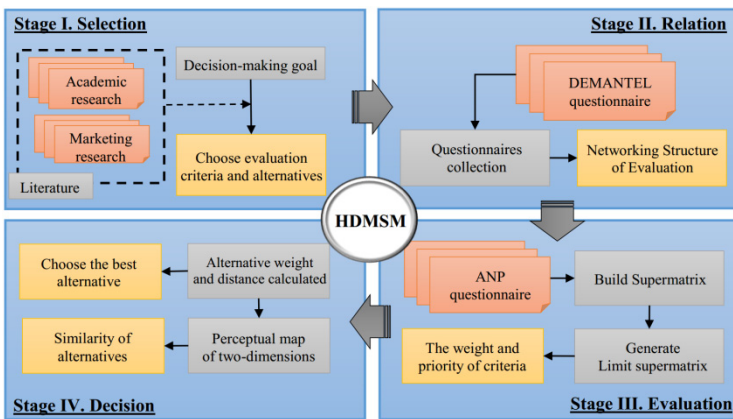 Stage I. Selection
Academic
research
Marketing
research
Literature
Decision-making goal
Choose evaluation
criteria and alternatives
Stage II. Relation
DEMANTEL
questionnaire
Questionnaires
collection
Networking Structure
of Evaluation
HDMSM
ANP
questionnaire
Build Supermatrix
Generate
Limit supermatrix
The weight and
priority of criteria
Stage III. Evaluation
Alternative weight
and distance calculated
Choose the best
alternative
Perceptual map
of two-dimensions
Similarity of
alternatives
Stage IV. Decision